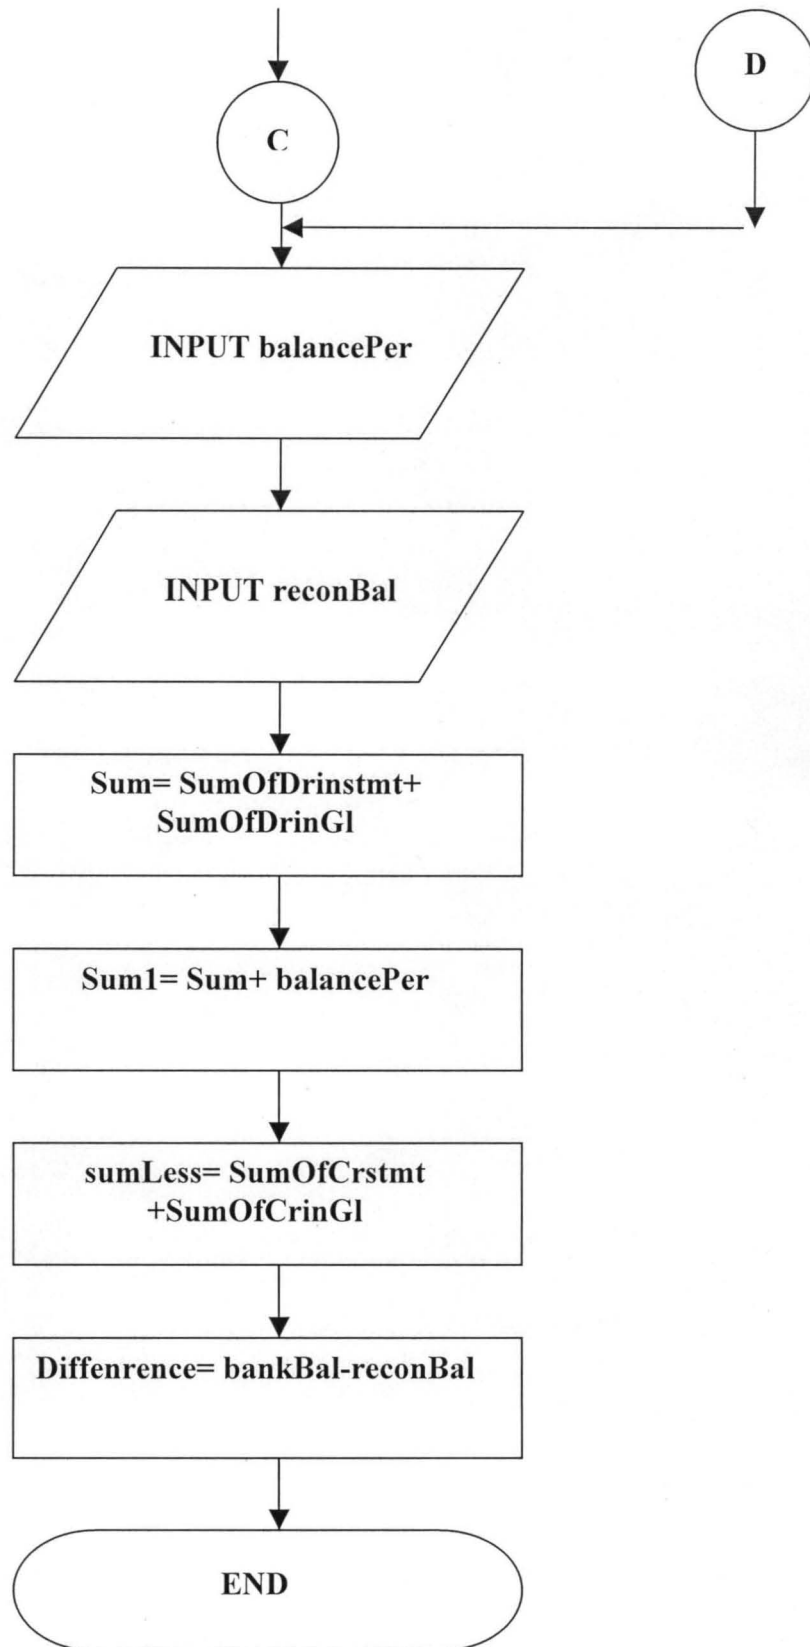 C
D
INPUT balancePer
INPUT reconBal
Sum= SumOfDrinstmt+
SumOfDrinGl
Sum1= Sum+ balancePer
sumLess= SumOfCrstmt
+SumOfCrinGl
Diffenrence= bankBal-reconBal
END